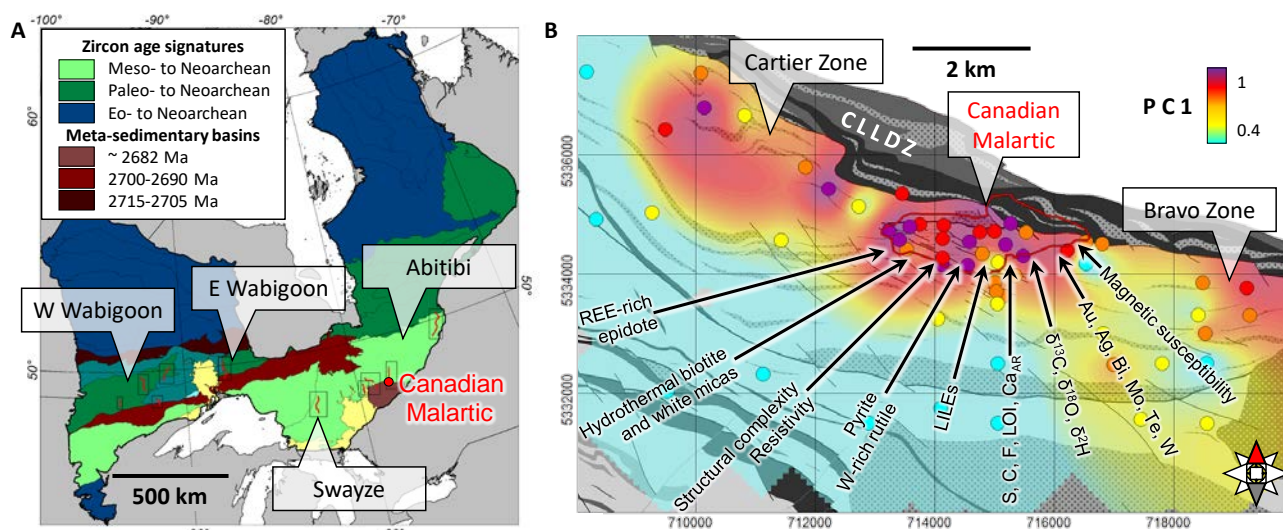 A
-100°
-90°
-80°
-70°
Zircon age signatures
Meso- to Neoarchean
Paleo- to Neoarchean
Eo- to Neoarchean
Meta-sedimentary basins
~ 2682 Ma
2700-2690 Ma
2715-2705 Ma
60°
50°
50°
W Wabigoon
E Wabigoon
Abitibi
Canadian
Malartic
Swayze
500 km
-80°
B
Cartier Zone
2 km
Canadian
Malartic
CLLDZ
Bravo Zone
PC1
1
0.4
5336000
5334000
5332000
REE-rich
epidote
Hydrothermal biotite
and white micas
Structural complexity
Resistivity
Pyrite
W-rich rutile
LILEs
S, C, F, LOI, CaAR
δ13C, δ18O, δ2H
Au, Ag, Bi, Mo, Te, W
Magnetic susceptibility
710000
712000
714000
716000
718000